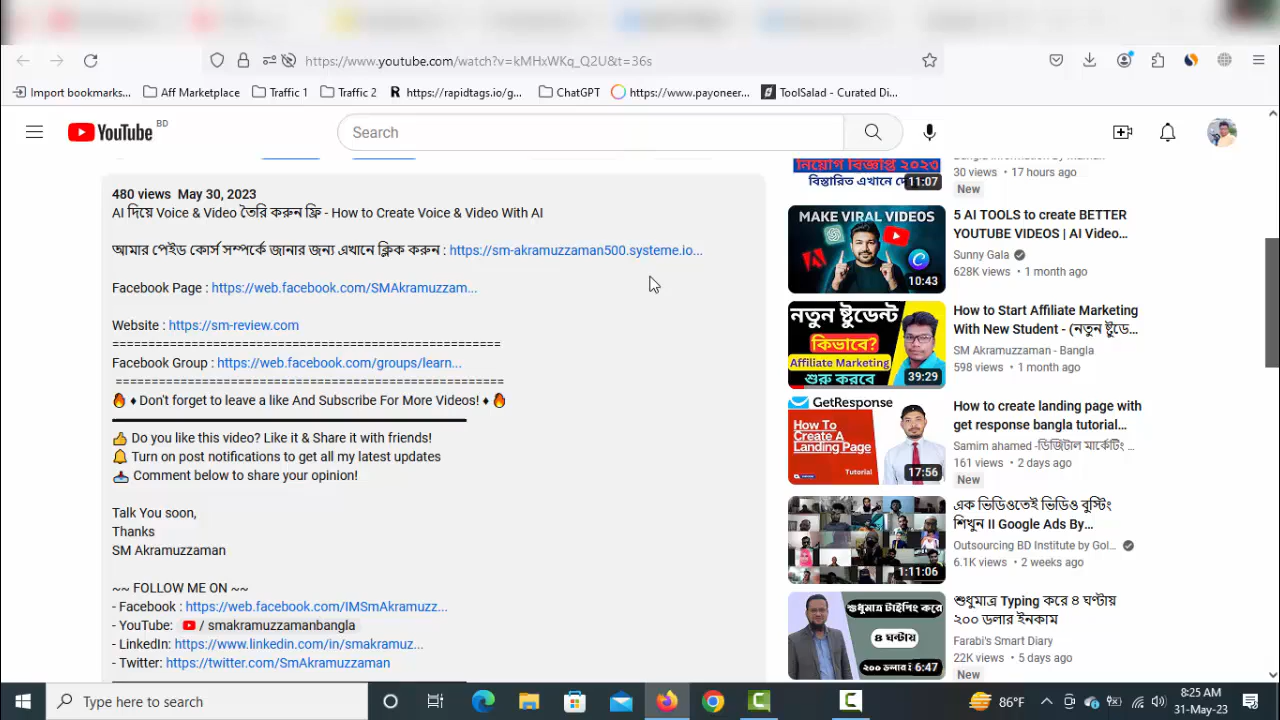 https://www.youtube.com/watch?v=kMHxWKq_Q2U&t=36s
Import bookmarks... Aff Marketplace Traffic 1 Traffic 2 https://rapidtags.io/g... ChatGPT https://www.payoneer... ToolSalad - Curated Di...
YouTube BD
Search
480 views May 30, 2023
AI দিয়ে Voice & Video তৈরি করুন ফ্রি - How to Create Voice & Video With AI
আমার পেইড কোর্স সম্পর্কে জানার জন্য এখানে ক্লিক করুন : https://sm-akramuzzaman500.systeme.io...
Facebook Page : https://web.facebook.com/SMAkramuzzam...
Website : https://sm-review.com
Facebook Group : https://web.facebook.com/groups/learn...
🔥 ♦ Don't forget to leave a like And Subscribe For More Videos! ♦ 🔥
👍 Do you like this video? Like it & Share it with friends!
🔔 Turn on post notifications to get all my latest updates
📥 Comment below to share your opinion!
Talk You soon,
Thanks
SM Akramuzzaman
~~ FOLLOW ME ON ~~
- Facebook : https://web.facebook.com/IMSmAkramuzz...
- YouTube: / smakramuzzamanbangla
- LinkedIn: https://www.linkedin.com/in/smakramuz...
- Twitter: https://twitter.com/SmAkramuzzaman
নিয়োগ বিজ্ঞপ্তি ২০২৩
বিস্তারিত এখানে
11:07
30 views • 17 hours ago
New
MAKE VIRAL VIDEOS
10:43
5 AI TOOLS to create BETTER
YOUTUBE VIDEOS | AI Video...
Sunny Gala
628K views • 1 month ago
নতুন ষ্টুডেন্ট
কিভাবে?
Affiliate Marketing
শুরু করবে
39:29
How to Start Affiliate Marketing
With New Student - (নতুন ষ্টুডে...
SM Akramuzzaman - Bangla
598 views • 1 month ago
GetResponse
How To
Create A
Landing Page
Tutorial
17:56
How to create landing page with
get response bangla tutorial...
Samim ahamed -ডিজিটাল মার্কেটিং ...
161 views • 2 days ago
New
1:11:06
এক ভিডিওতেই ভিডিও বুস্টিং
শিখুন II Google Ads By...
Outsourcing BD Institute by Gol...
6.1K views • 2 weeks ago
শুধুমাত্র টাইপিং করে
৪ ঘণ্টায়
২০০ ডলার
6:47
শুধুমাত্র Typing করে ৪ ঘণ্টায়
২০০ ডলার ইনকাম
Farabi's Smart Diary
22K views • 5 days ago
New
Type here to search
86°F
8:25 AM
31-May-23